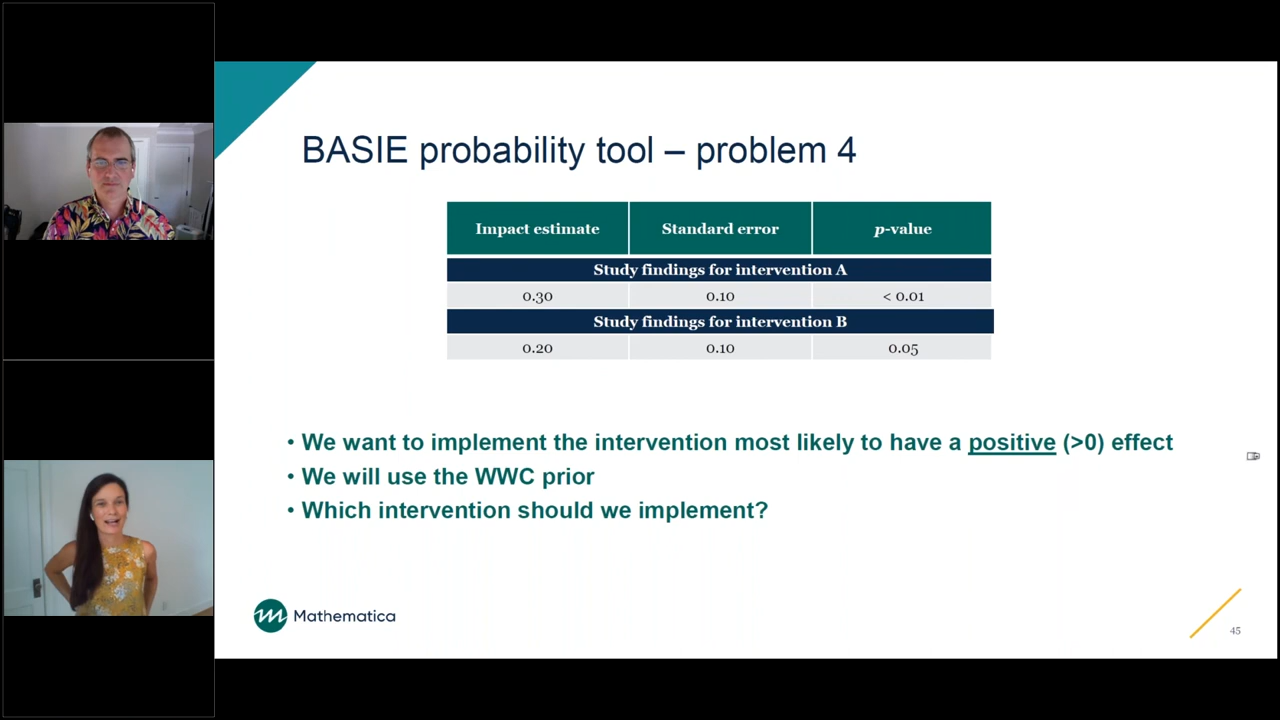 BASIE probability tool – problem 4
Impact estimate Standard error p-value
Study findings for intervention A
0.30 0.10 < 0.01
Study findings for intervention B
0.20 0.10 0.05
• We want to implement the intervention most likely to have a positive (>0) effect
• We will use the WWC prior
• Which intervention should we implement?
Mathematica
45